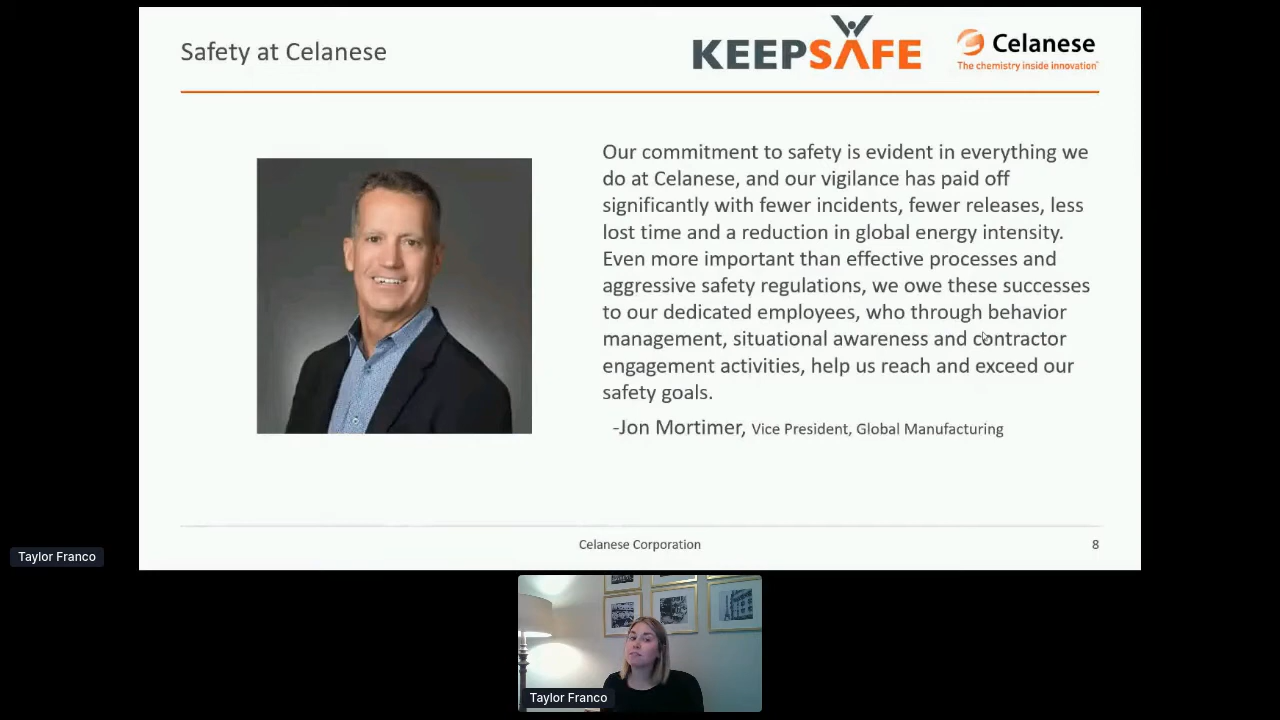 Safety at Celanese
KEEPSAFE
Celanese
The chemistry inside innovation™
Our commitment to safety is evident in everything we
do at Celanese, and our vigilance has paid off
significantly with fewer incidents, fewer releases, less
lost time and a reduction in global energy intensity.
Even more important than effective processes and
aggressive safety regulations, we owe these successes
to our dedicated employees, who through behavior
management, situational awareness and contractor
engagement activities, help us reach and exceed our
safety goals.
-Jon Mortimer, Vice President, Global Manufacturing
Celanese Corporation
8
Taylor Franco
Taylor Franco